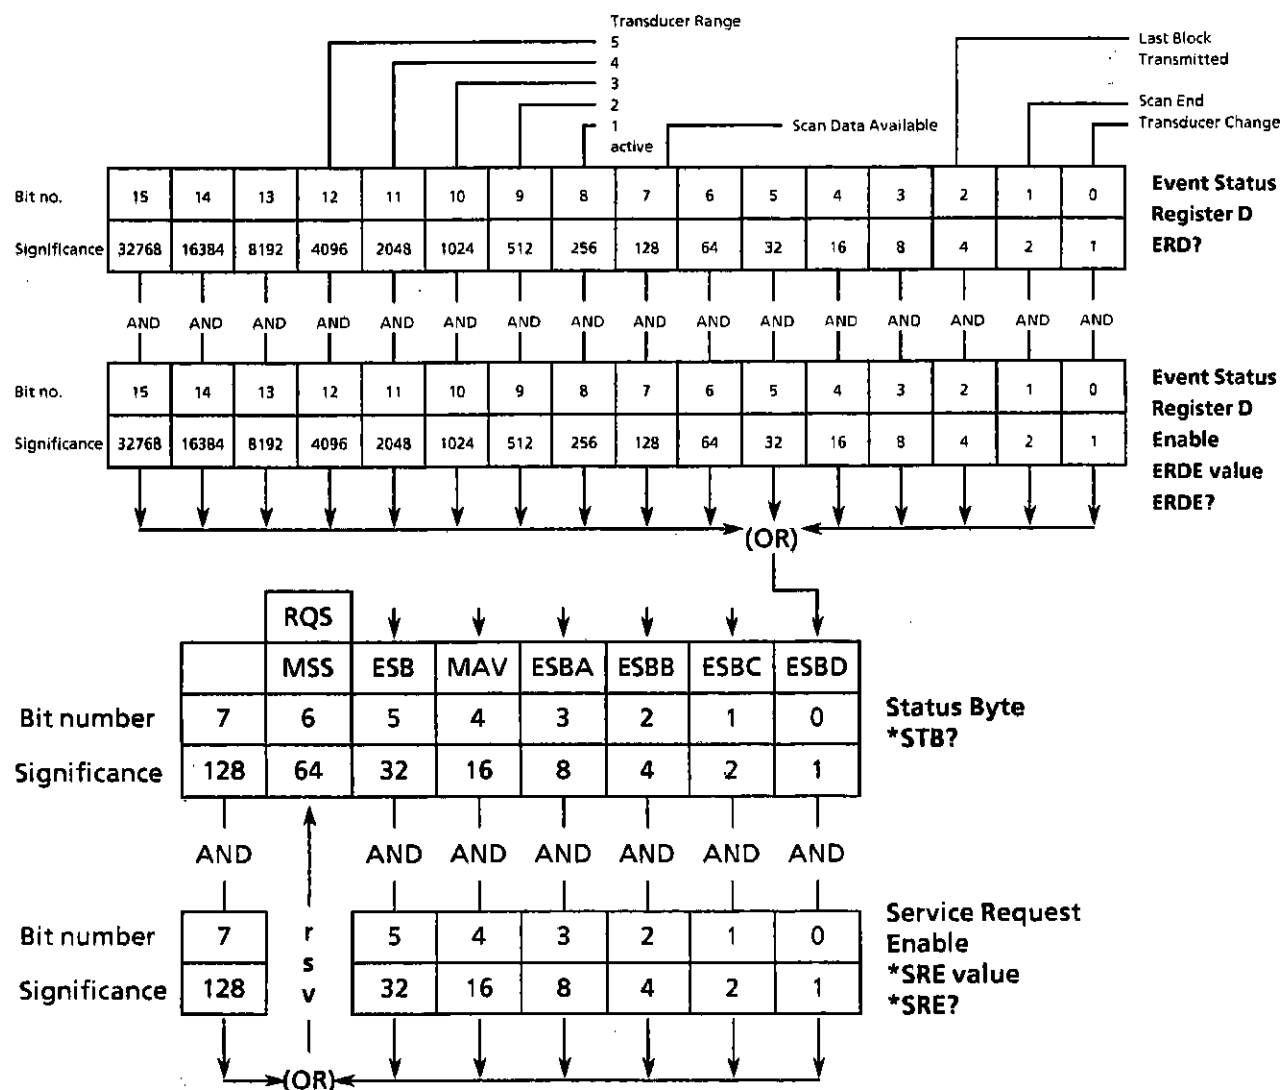 Transducer Range
5
4
3
2
1
active
Scan Data Available
Last Block
Transmitted
Scan End
Transducer Change
Bit no. 15 14 13 12 11 10 9 8 7 6 5 4 3 2 1 0
Significance 32768 16384 8192 4096 2048 1024 512 256 128 64 32 16 8 4 2 1
Event Status
Register D
ERD?
AND AND AND AND AND AND AND AND AND AND AND AND AND AND AND AND
Bit no. 15 14 13 12 11 10 9 8 7 6 5 4 3 2 1 0
Significance 32768 16384 8192 4096 2048 1024 512 256 128 64 32 16 8 4 2 1
Event Status
Register D
Enable
ERDE value
ERDE?
(OR)
RQS
MSS ESB MAV ESBA ESBB ESBC ESBD
Bit number 7 6 5 4 3 2 1 0
Significance 128 64 32 16 8 4 2 1
Status Byte
*STB?
AND AND AND AND AND AND AND
Bit number 7 5 4 3 2 1 0
Significance 128 32 16 8 4 2 1
rsv
Service Request
Enable
*SRE value
*SRE?
(OR)